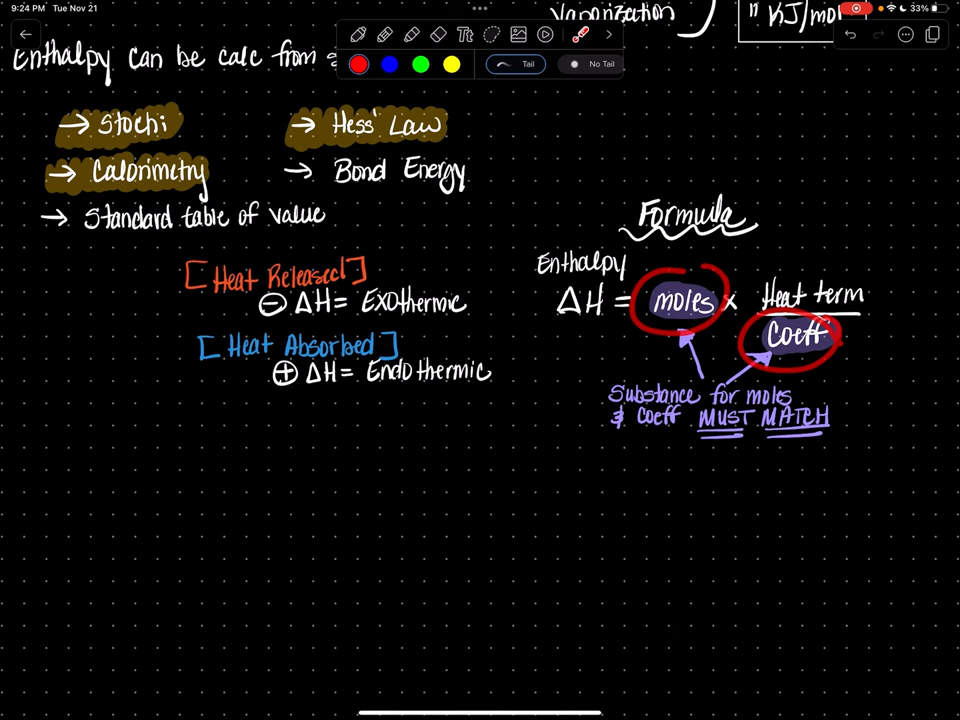 9:24 PM Tue Nov 21
33%
Vaporization
" KJ/mol
Tail
No Tail
Enthalpy can be calc from
→ Stochi
→ Hess' Law
→ Calorimetry
→ Bond Energy
→ Standard table of value
Formula
[Heat Released]
⊖ ΔH = Exothermic
Enthalpy
ΔH = moles x Heat term
Coeff
[Heat Absorbed]
⊕ ΔH = Endothermic
Substance for moles
& Coeff MUST MATCH